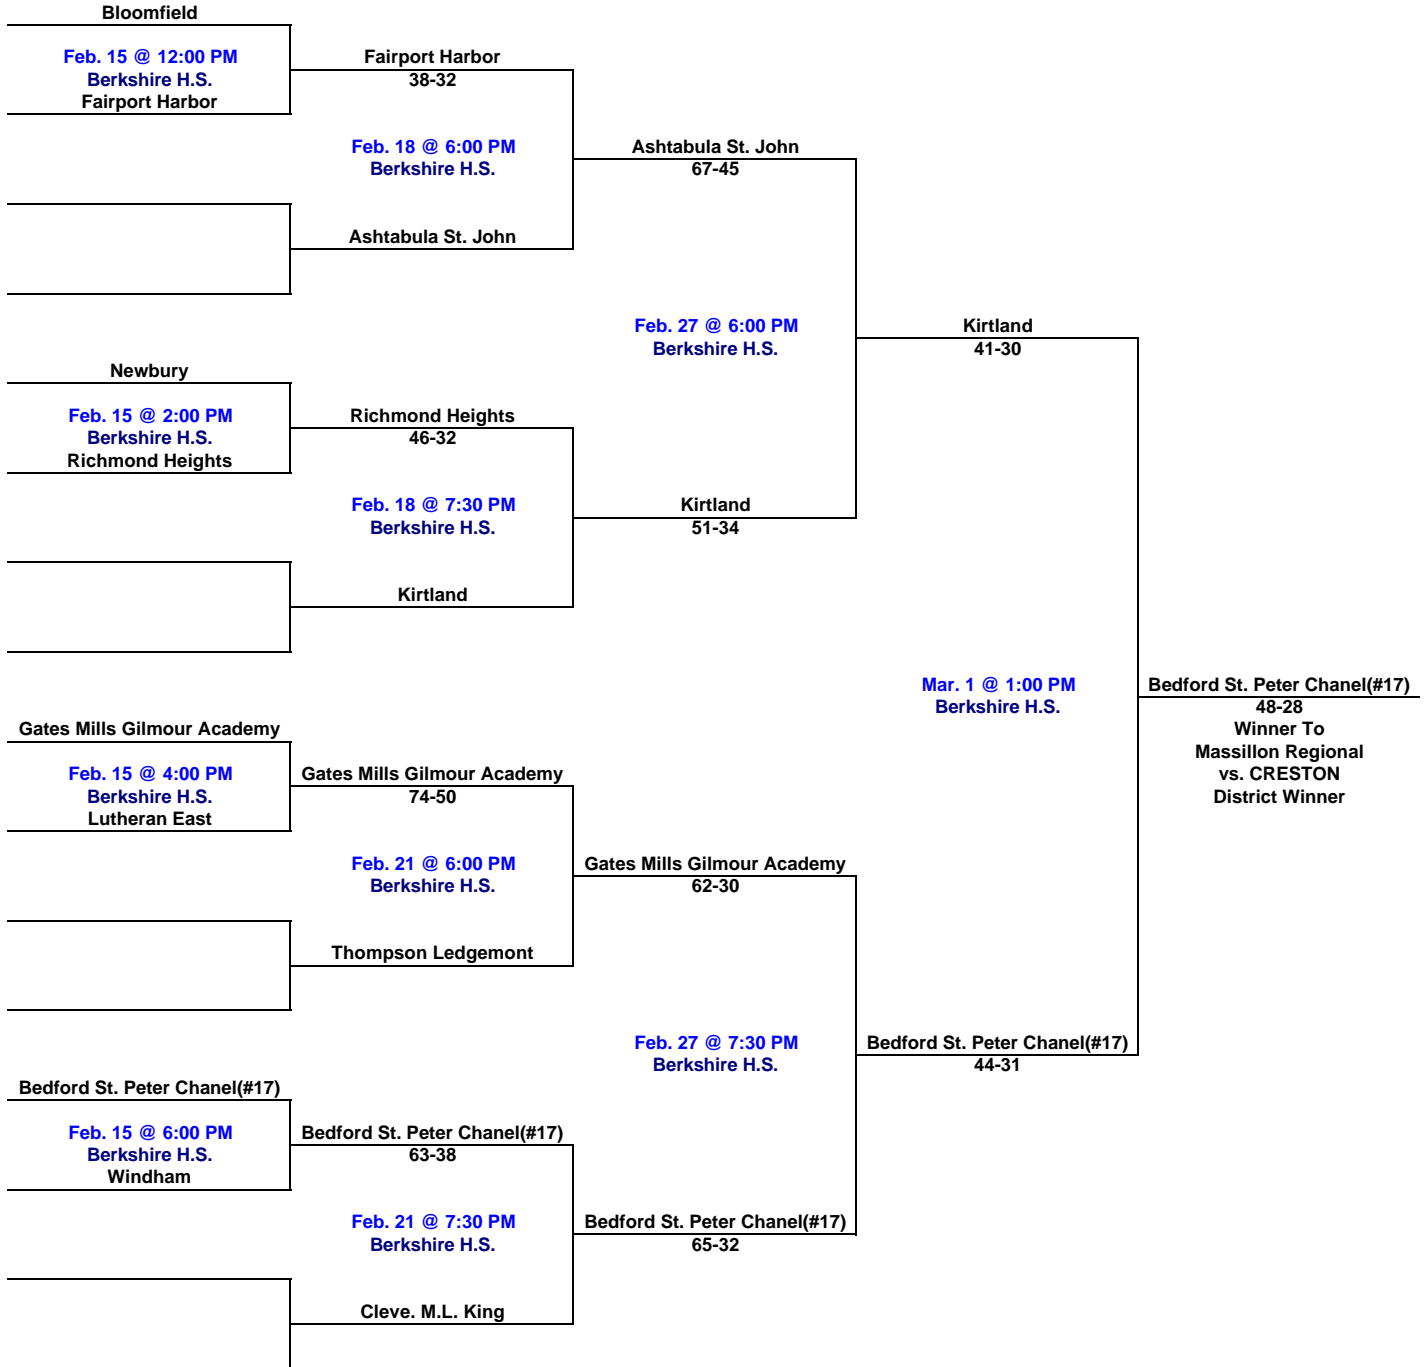 Bloomfield
Feb. 15 @ 12:00 PM
Berkshire H.S.
Fairport Harbor
Fairport Harbor
38-32
Feb. 18 @ 6:00 PM
Berkshire H.S.
Ashtabula St. John
Ashtabula St. John
67-45
Feb. 27 @ 6:00 PM
Berkshire H.S.
Kirtland
41-30
Newbury
Feb. 15 @ 2:00 PM
Berkshire H.S.
Richmond Heights
Richmond Heights
46-32
Feb. 18 @ 7:30 PM
Berkshire H.S.
Kirtland
Kirtland
51-34
Mar. 1 @ 1:00 PM
Berkshire H.S.
Bedford St. Peter Chanel(#17)
48-28
Winner To
Massillon Regional
vs. CRESTON
District Winner
Gates Mills Gilmour Academy
Feb. 15 @ 4:00 PM
Berkshire H.S.
Lutheran East
Gates Mills Gilmour Academy
74-50
Feb. 21 @ 6:00 PM
Berkshire H.S.
Thompson Ledgemont
Gates Mills Gilmour Academy
62-30
Feb. 27 @ 7:30 PM
Berkshire H.S.
Bedford St. Peter Chanel(#17)
44-31
Bedford St. Peter Chanel(#17)
Feb. 15 @ 6:00 PM
Berkshire H.S.
Windham
Bedford St. Peter Chanel(#17)
63-38
Feb. 21 @ 7:30 PM
Berkshire H.S.
Cleve. M.L. King
Bedford St. Peter Chanel(#17)
65-32